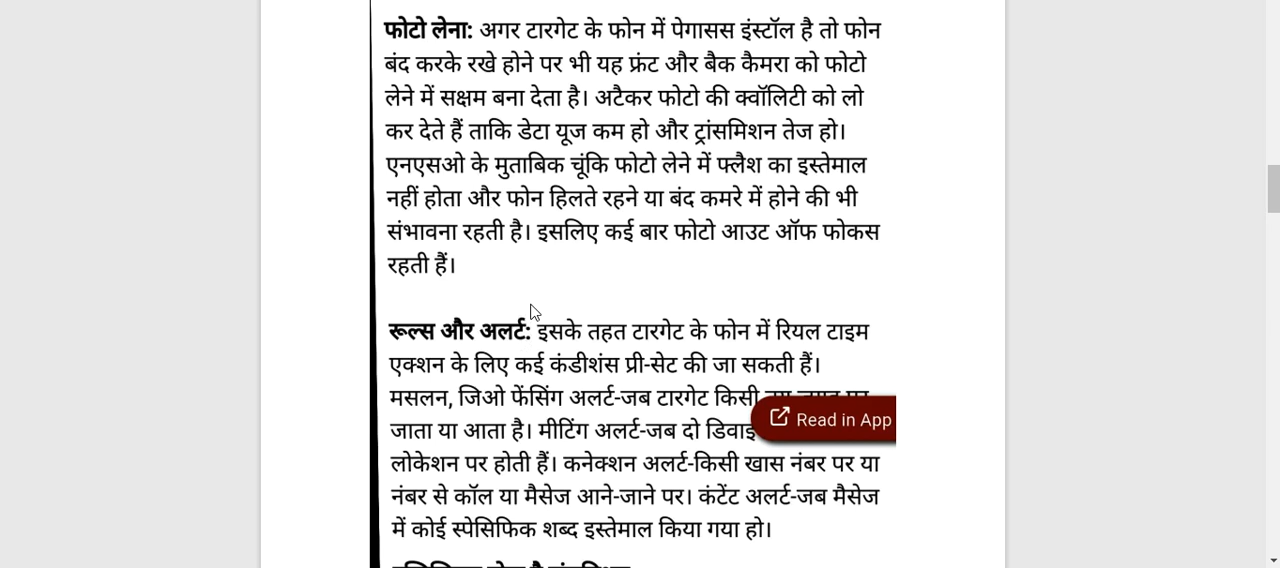 फोटो लेना: अगर टारगेट के फोन में पेगासस इंस्टॉल है तो फोन
बंद करके रखे होने पर भी यह फ्रंट और बैक कैमरा को फोटो
लेने में सक्षम बना देता है। अटैकर फोटो की क्वॉलिटी को लो
कर देते हैं ताकि डेटा यूज कम हो और ट्रांसमिशन तेज हो।
एनएसओ के मुताबिक चूंकि फोटो लेने में फ्लैश का इस्तेमाल
नहीं होता और फोन हिलते रहने या बंद कमरे में होने की भी
संभावना रहती है। इसलिए कई बार फोटो आउट ऑफ फोकस
रहती हैं।
रूल्स और अलर्ट: इसके तहत टारगेट के फोन में रियल टाइम
एक्शन के लिए कई कंडीशंस प्री-सेट की जा सकती हैं।
मसलन, जिओ फेंसिंग अलर्ट-जब टारगेट किसी
जाता या आता है। मीटिंग अलर्ट-जब दो
Read in App
लोकेशन पर होती हैं। कनेक्शन अलर्ट-किसी खास नंबर पर या
नंबर से कॉल या मैसेज आने-जाने पर। कंटेंट अलर्ट-जब मैसेज
में कोई स्पेसिफिक शब्द इस्तेमाल किया गया हो।